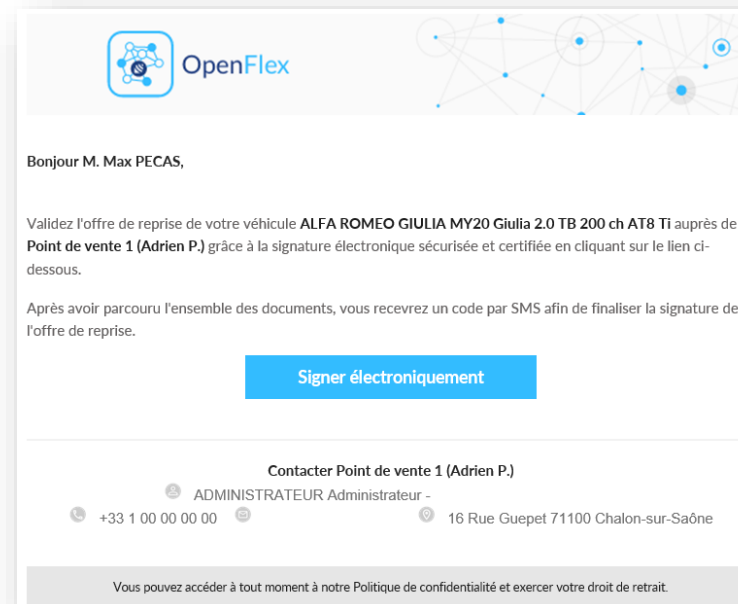 OpenFlex
Bonjour M. Max PECAS,
Validez l'offre de reprise de votre véhicule ALFA ROMEO GIULIA MY20 Giulia 2.0 TB 200 ch AT8 Ti auprès de
Point de vente 1 (Adrien P.) grâce à la signature électronique sécurisée et certifiée en cliquant sur le lien ci-
dessous.
Après avoir parcouru l'ensemble des documents, vous recevrez un code par SMS afin de finaliser la signature de
l'offre de reprise.
Signer électroniquement
Contacter Point de vente 1 (Adrien P.)
ADMINISTRATEUR Administrateur -
+33 1 00 00 00 00 16 Rue Guepet 71100 Chalon-sur-Saône
Vous pouvez accéder à tout moment à notre Politique de confidentialité et exercer votre droit de retrait.